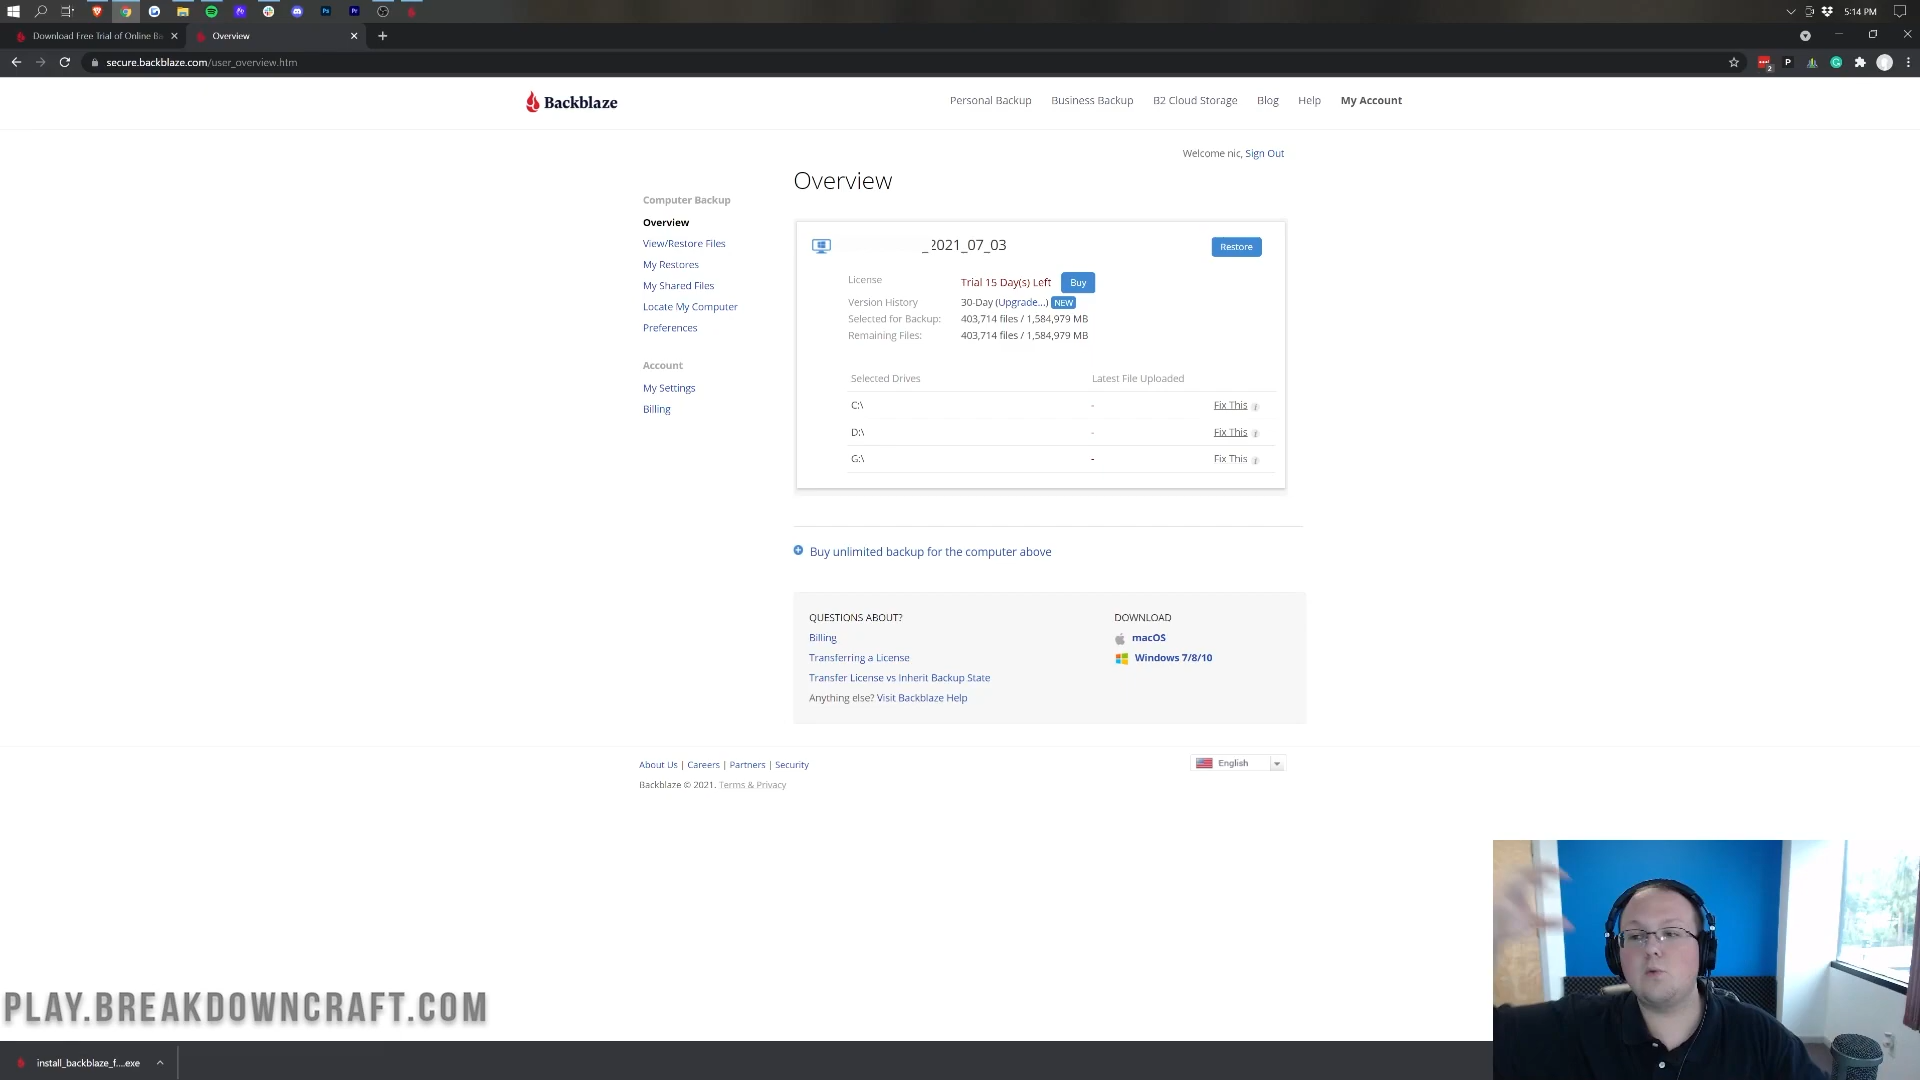 5:14 PM
Download Free Trial of Online Ba
Overview
secure.backblaze.com/user_overview.htm
2
P
Backblaze
Personal Backup
Business Backup
B2 Cloud Storage
Blog
Help
My Account
Welcome nic, Sign Out
Overview
Computer Backup
Overview
View/Restore Files
My Restores
My Shared Files
Locate My Computer
Preferences
Account
My Settings
Billing
_2021_07_03
Restore
License
Trial 15 Day(s) Left
Buy
Version History
30-Day (Upgrade...) NEW
Selected for Backup:
403,714 files / 1,584,979 MB
Remaining Files:
403,714 files / 1,584,979 MB
Selected Drives
Latest File Uploaded
C:\
-
Fix This
D:\
-
Fix This
G:\
-
Fix This
Buy unlimited backup for the computer above
QUESTIONS ABOUT?
Billing
Transferring a License
Transfer License vs Inherit Backup State
Anything else? Visit Backblaze Help
DOWNLOAD
macOS
Windows 7/8/10
About Us | Careers | Partners | Security
Backblaze © 2021. Terms & Privacy
English
PLAY.BREAKDOWNCRAFT.COM
install_backblaze_f....exe